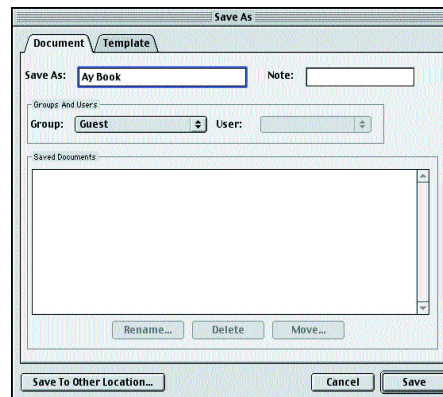 Save As
Document Template
Save As: Ay Book Note:
Groups And Users
Group: Guest User:
Saved Documents
Rename... Delete Move...
Save To Other Location... Cancel Save